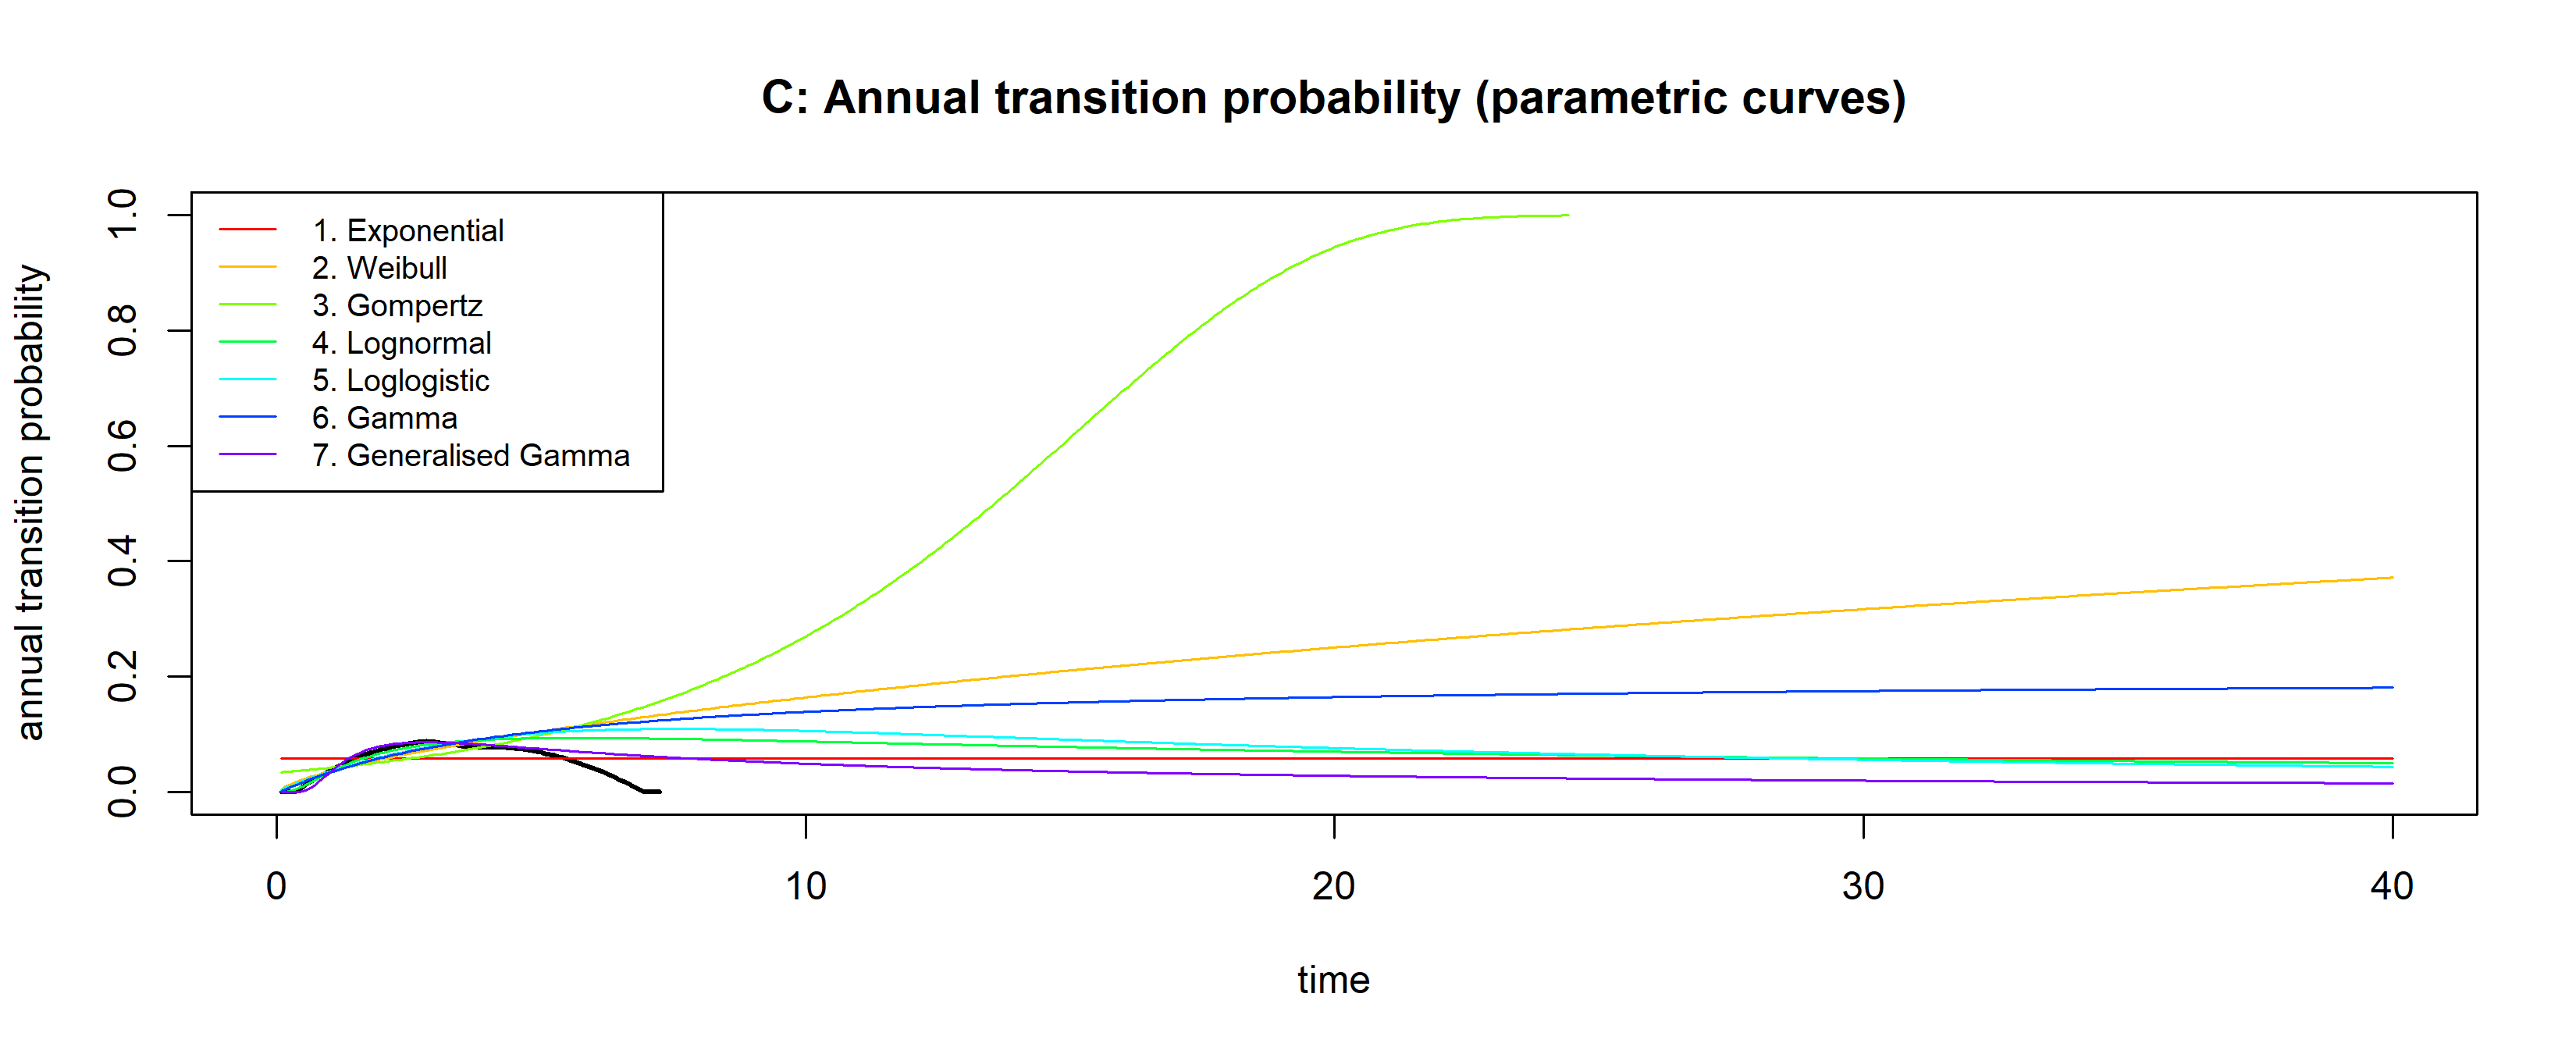 C: Annual transition probability (parametric curves)
annual transition probability
1.0
0.8
0.6
0.4
0.2
0.0
1. Exponential
2. Weibull
3. Gompertz
4. Lognormal
5. Loglogistic
6. Gamma
7. Generalised Gamma
0 10 20 30 40
time